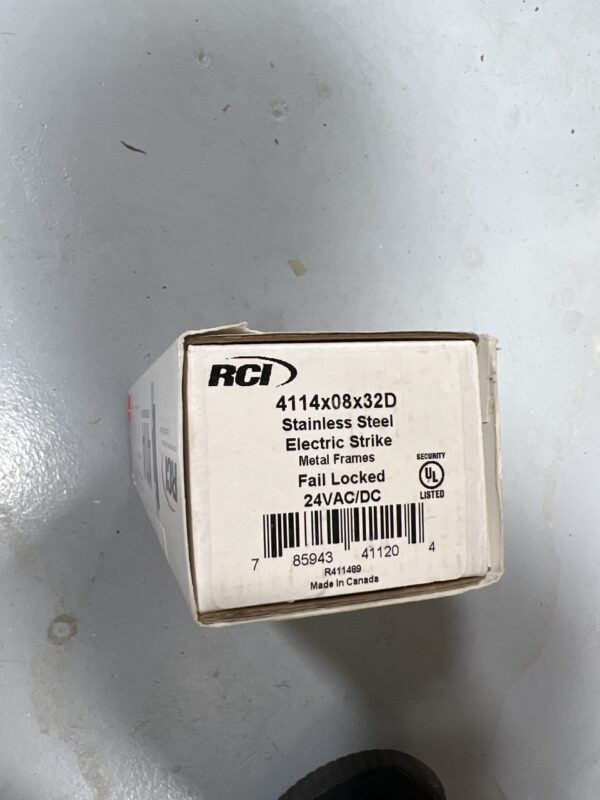 RCI
4114x08x32D
Stainless Steel
Electric Strike
Metal Frames
Fail Locked
24VAC/DC
SECURITY
UL
LISTED
7 85943 41120 4
R411489
Made in Canada
RCI